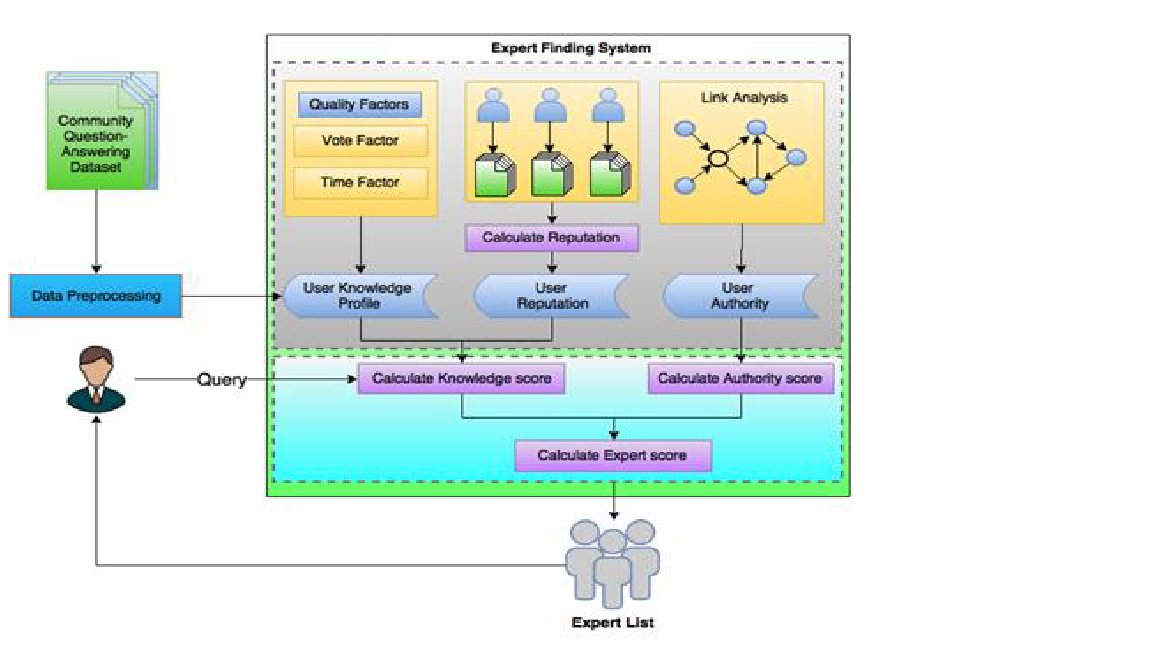 Expert Finding System
Community
Question-
Answering
Dataset
Quality Factors
Vote Factor
Time Factor
Link Analysis
Calculate Reputation
Data Preprocessing
User Knowledge
Profile
User
Reputation
User
Authority
Query
Calculate Knowledge score
Calculate Authority score
Calculate Expert score
Expert List